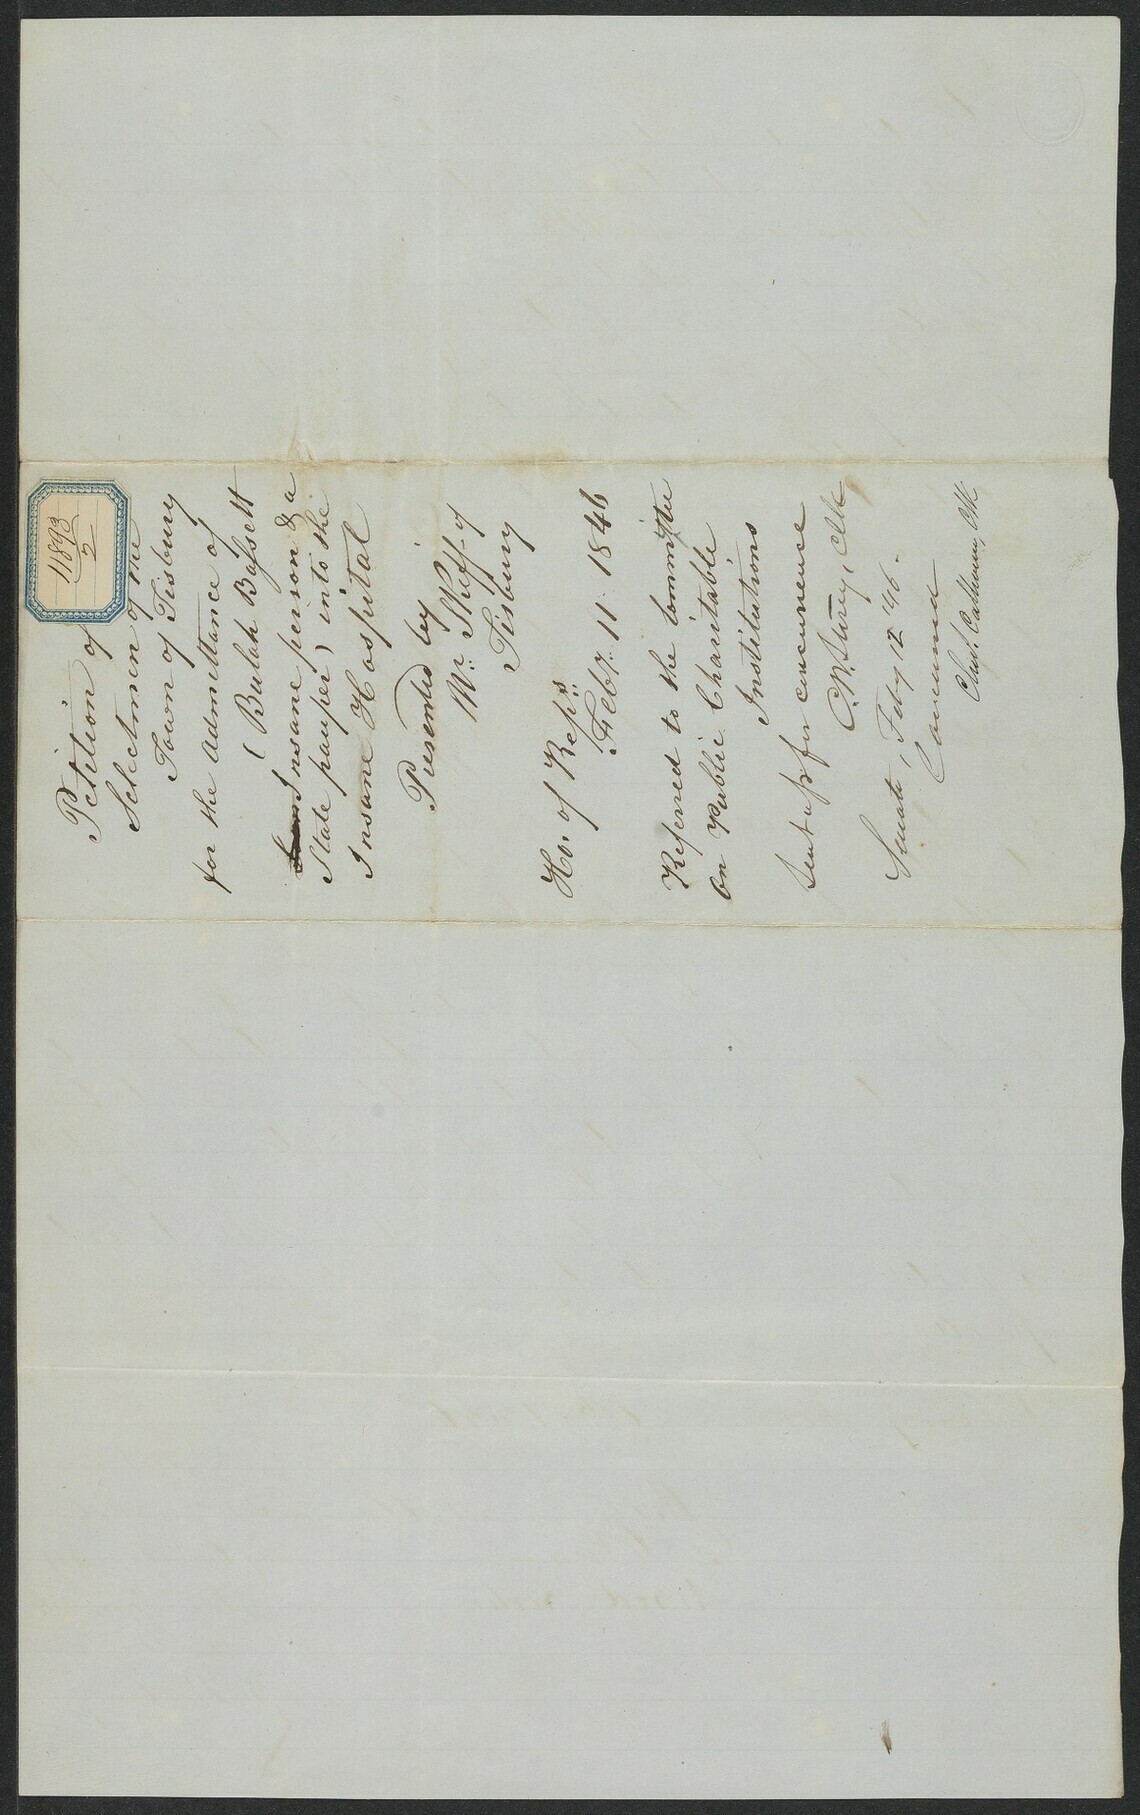 11893
2
Petition of
Selectmen of the
Town of Tisbury
for the admittance of
(Bulah Bassett
Insane person & a
State pauper) into the
Insane Hospital
Presented by
Mr. of
Tisbury
Ho. of Reps
Feby. 11. 1846
Referred to the Committee
on Public Charitable
Institutions
Sent up for concurrence
C.W. Storey, Clk
Senate, Feby 12 '46.
Concurred
Chas. Calhoun, Clk.